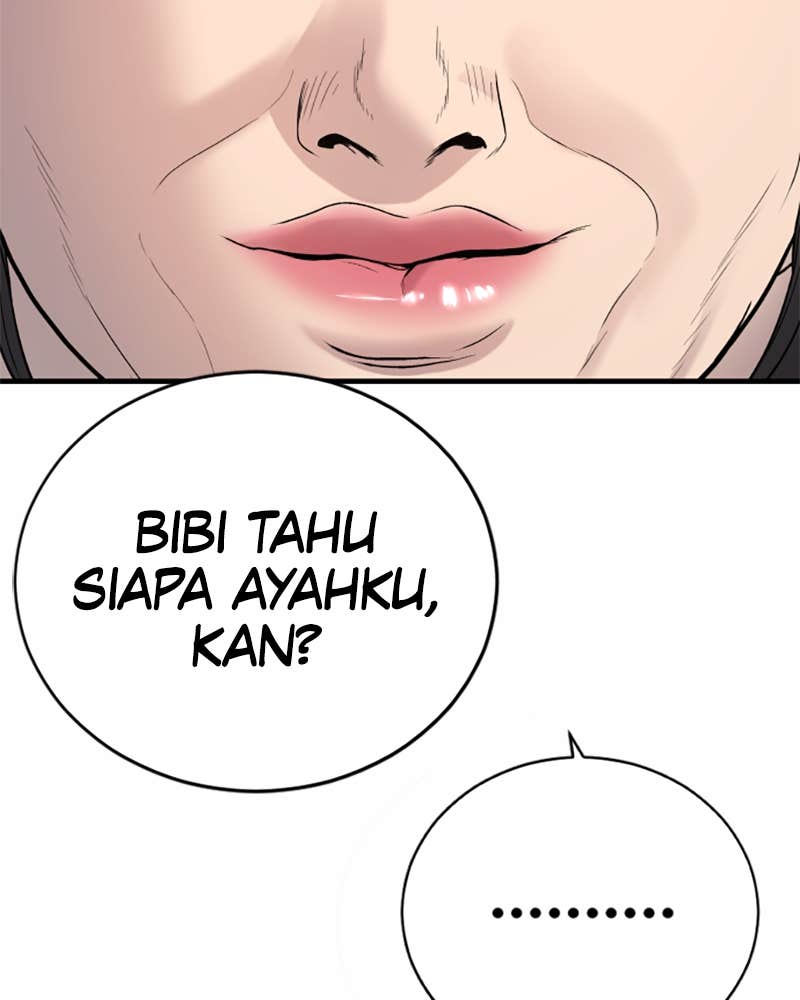 BIBI TAHU
SIAPA AYAHKU,
KAN?
..........